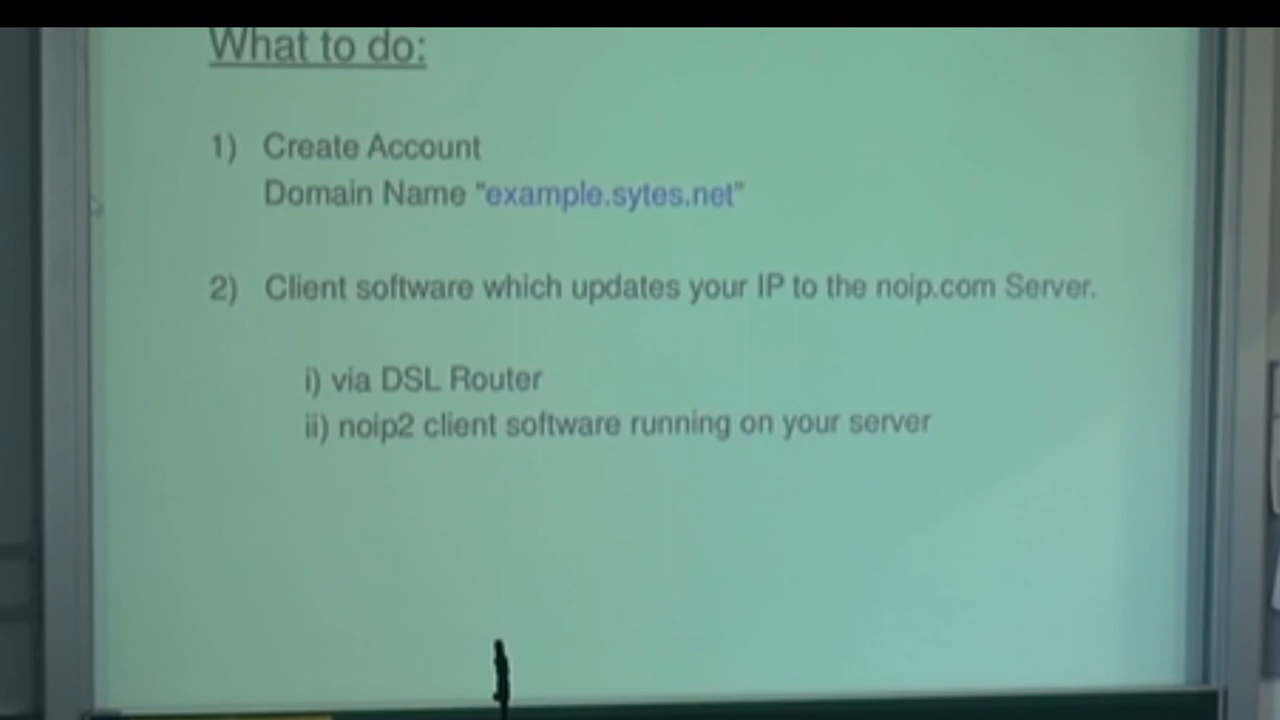 What to do:
1) Create Account
Domain Name "example.sytes.net"
2) Client software which updates your IP to the noip.com Server.
i) via DSL Router
ii) noip2 client software running on your server